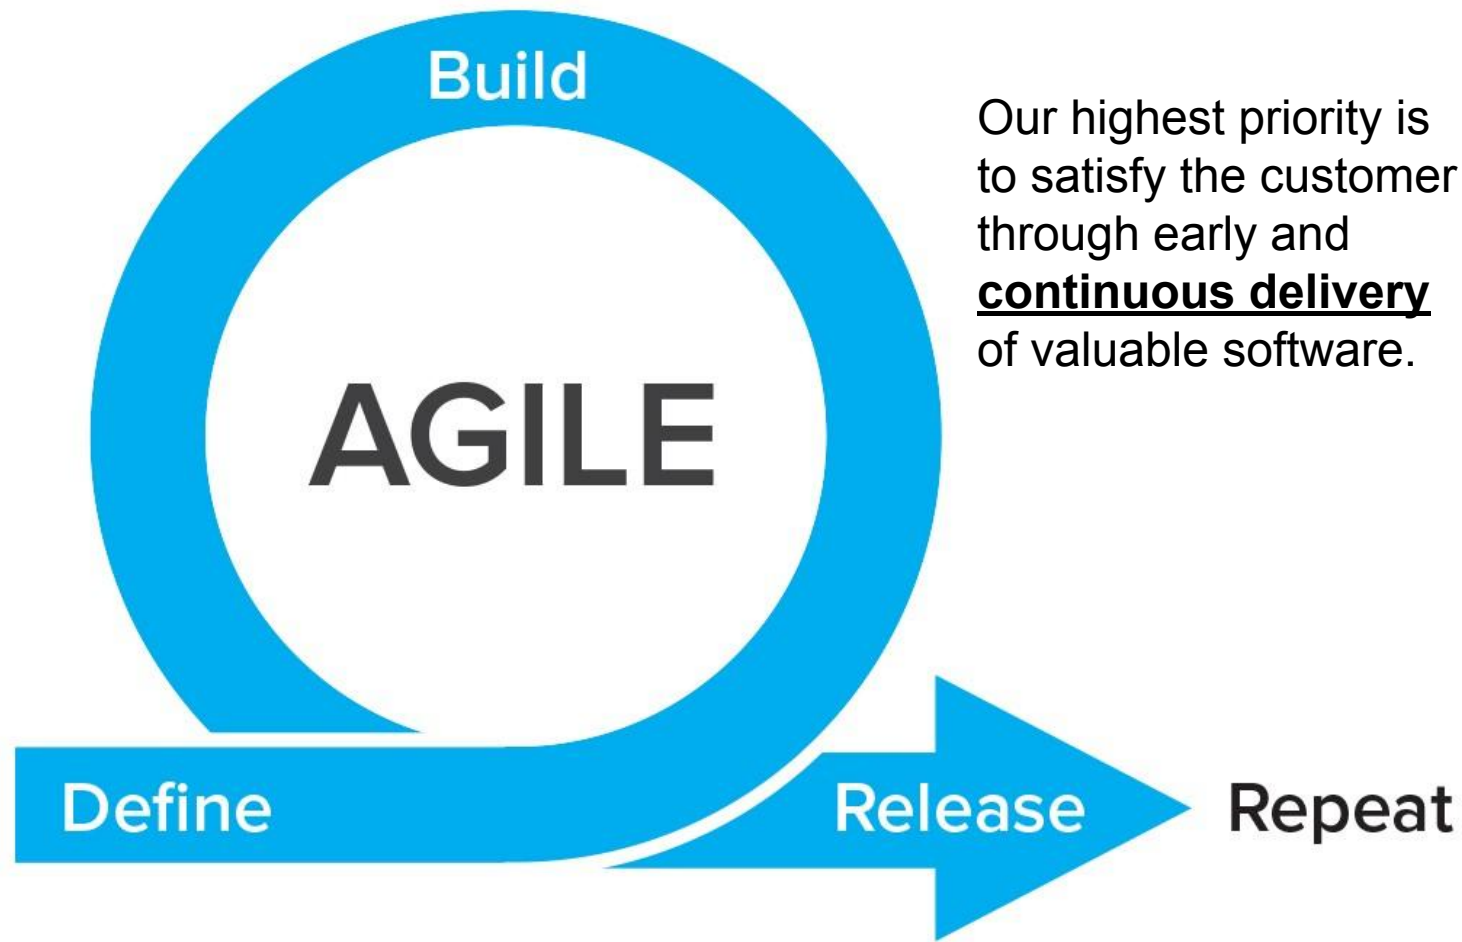 Build
Our highest priority is
to satisfy the customer
through early and
continuous delivery
of valuable software.
AGILE
Define
Release
Repeat